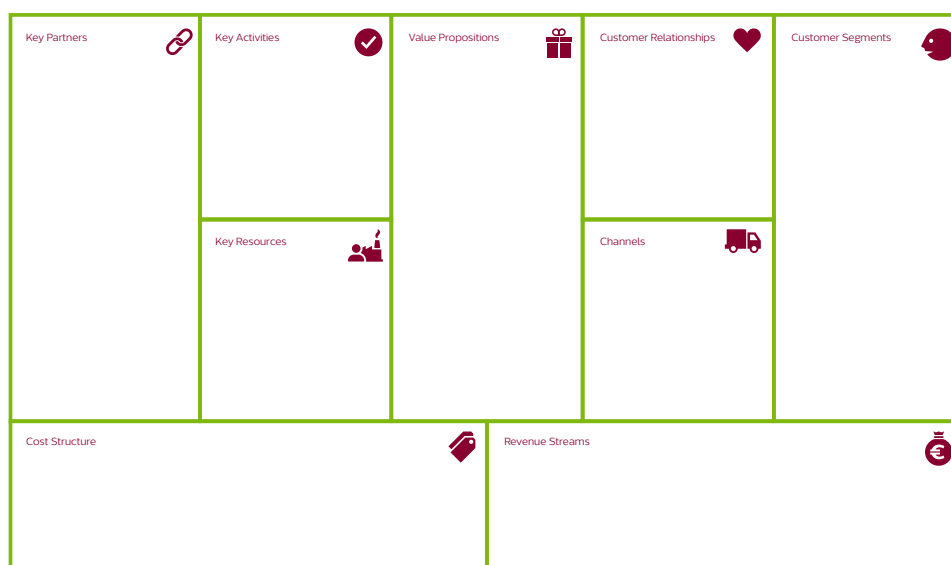 Key Partners
Key Activities
Value Propositions
Customer Relationships
Customer Segments
Key Resources
Channels
Cost Structure
Revenue Streams